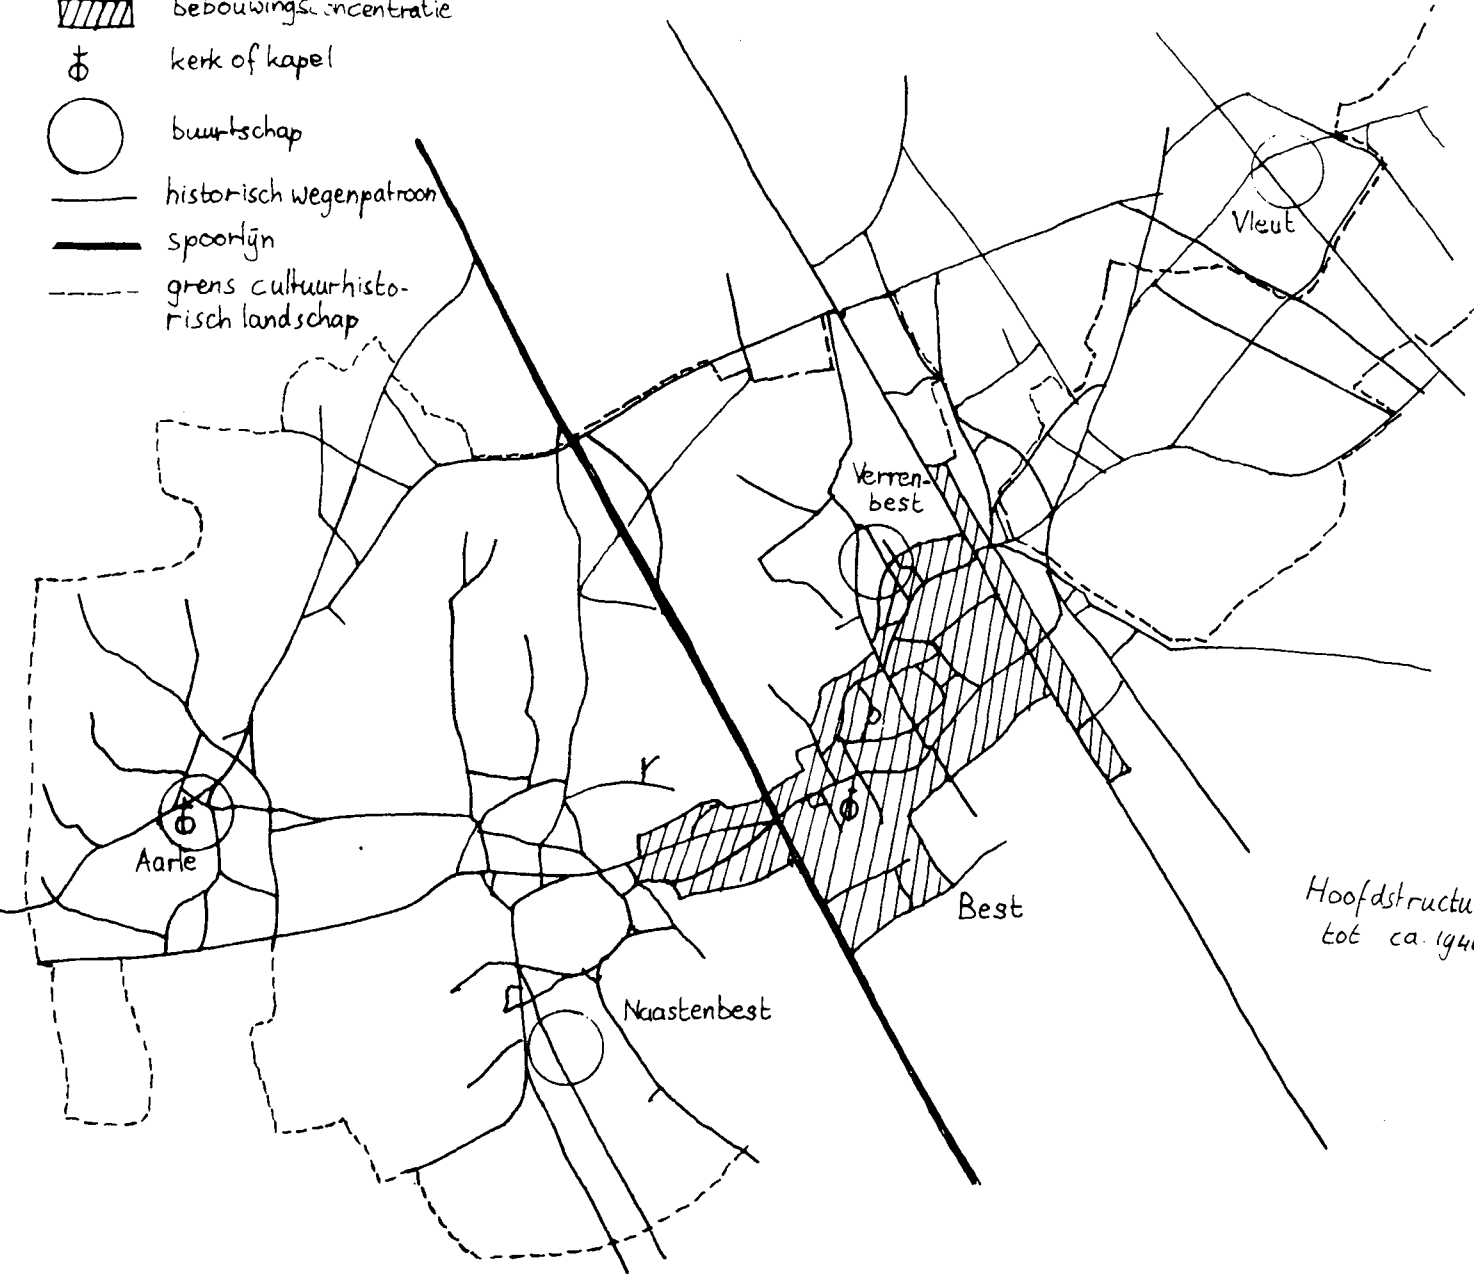 kerk of kapel
buurtschap
historisch wegenpatroon
spoorlijn
grens cultuurhisto-
risch landschap
Vleut
Verren-
best
Aarle
Best
Naastenbest
Hoofdstructu
tot ca. 194